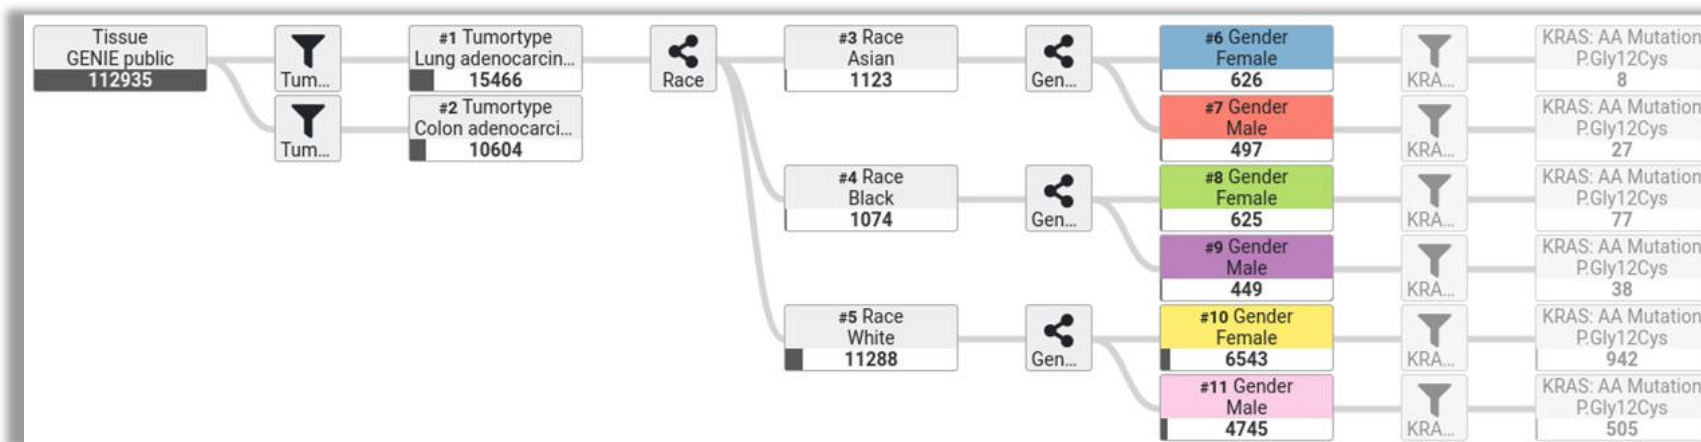 Tissue
GENIE public
112935
Tum...
#1 Tumortype
Lung adenocarcin...
15466
Race
#3 Race
Asian
1123
Gen...
#6 Gender
Female
626
KRA...
KRAS: AA Mutation
P.Gly12Cys
8
Tum...
#2 Tumortype
Colon adenocarci...
10604
#7 Gender
Male
497
KRA...
KRAS: AA Mutation
P.Gly12Cys
27
#4 Race
Black
1074
Gen...
#8 Gender
Female
625
KRA...
KRAS: AA Mutation
P.Gly12Cys
77
#9 Gender
Male
449
KRA...
KRAS: AA Mutation
P.Gly12Cys
38
#5 Race
White
11288
Gen...
#10 Gender
Female
6543
KRA...
KRAS: AA Mutation
P.Gly12Cys
942
#11 Gender
Male
4745
KRA...
KRAS: AA Mutation
P.Gly12Cys
505